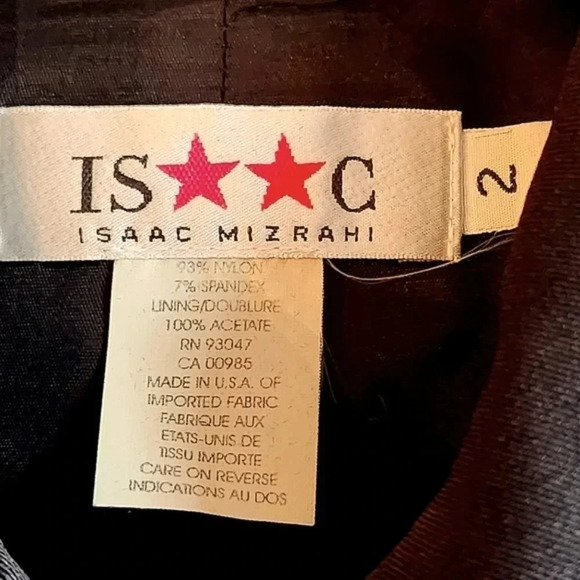 IS★★C
ISAAC MIZRAHI
2
93% NYLON
7% SPANDEX
LINING/DOUBLURE
100% ACETATE
RN 93047
CA 00985
MADE IN U.S.A. OF
IMPORTED FABRIC
FABRIQUE AUX
ETATS-UNIS DE
TISSU IMPORTE
CARE ON REVERSE
INDICATIONS AU DOS